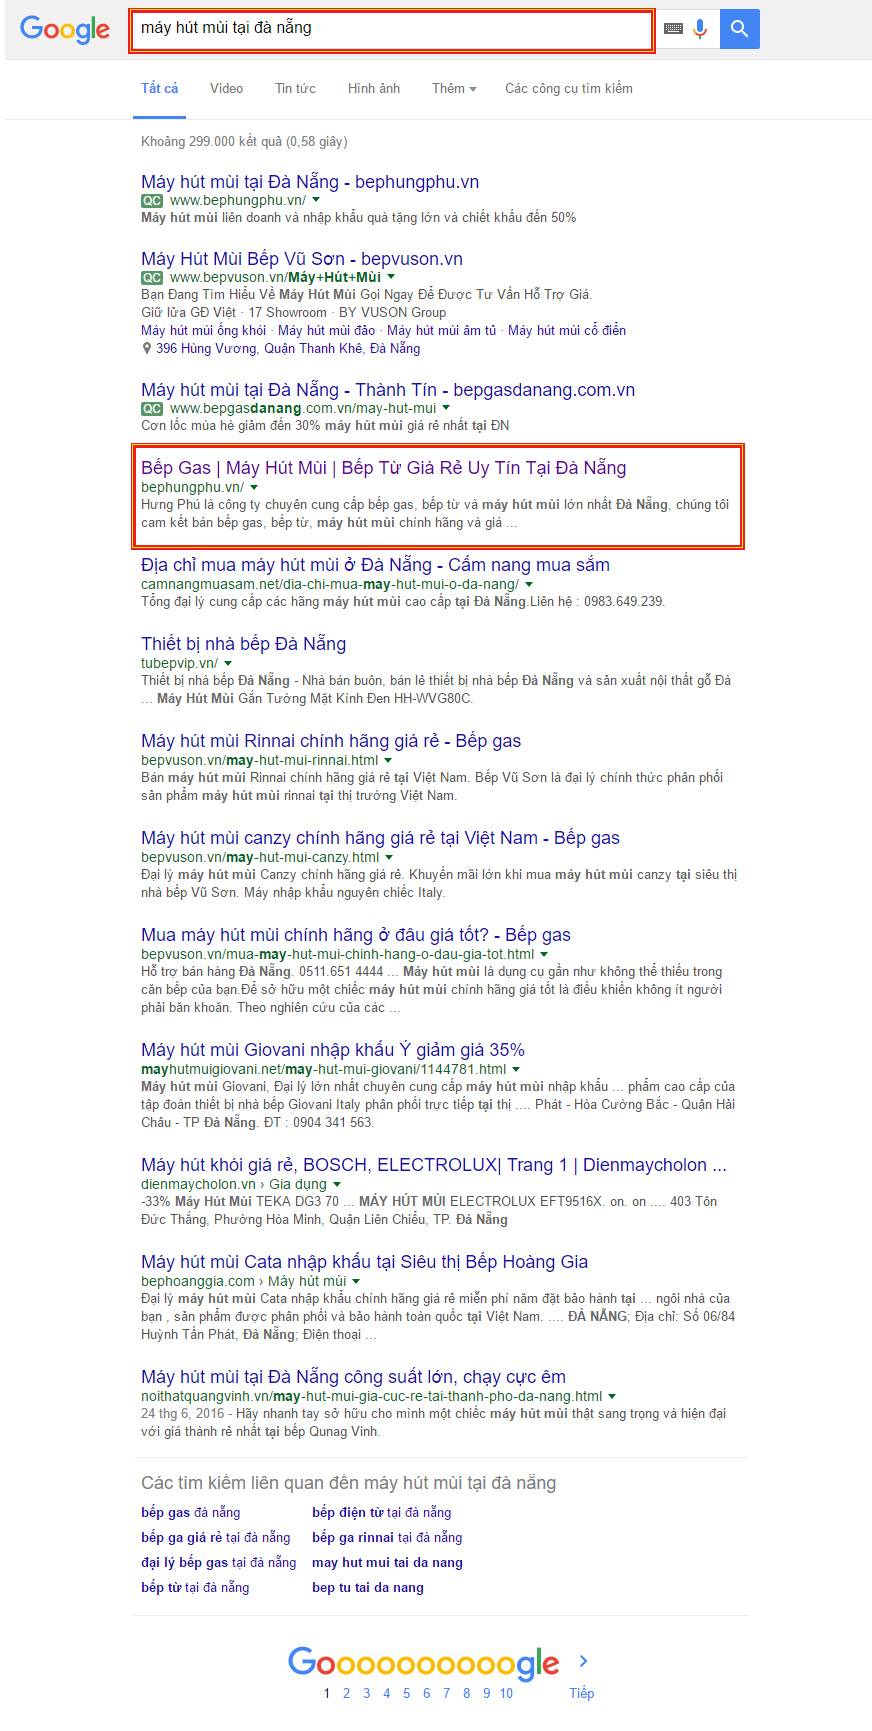 Google
máy hút mùi tại đà nẵng
Tất cả Video Tin tức Hình ảnh Thêm Các công cụ tìm kiếm
Khoảng 299.000 kết quả (0,58 giây)
Máy hút mùi tại Đà Nẵng - bephungphu.vn
QC www.bephungphu.vn/
Máy hút mùi liên doanh và nhập khẩu quà tặng lớn và chiết khấu đến 50%
Máy Hút Mùi Bếp Vũ Sơn - bepvuson.vn
QC www.bepvuson.vn/Máy+Hút+Mùi
Bạn Đang Tìm Hiểu Về Máy Hút Mùi Gọi Ngay Để Được Tư Vấn Hỗ Trợ Giá.
Giữ lửa GĐ Việt · 17 Showroom · BY VUSON Group
Máy hút mùi ống khói · Máy hút mùi đảo · Máy hút mùi âm tủ · Máy hút mùi cổ điển
396 Hùng Vương, Quận Thanh Khê, Đà Nẵng
Máy hút mùi tại Đà Nẵng - Thành Tín - bepgasdanang.com.vn
QC www.bepgasdanang.com.vn/may-hut-mui
Cơn lốc mùa hè giảm đến 30% máy hút mùi giá rẻ nhất tại ĐN
Bếp Gas | Máy Hút Mùi | Bếp Từ Giá Rẻ Uy Tín Tại Đà Nẵng
bephungphu.vn/
Hưng Phú là công ty chuyên cung cấp bếp gas, bếp từ và máy hút mùi lớn nhất Đà Nẵng, chúng tôi
cam kết bán bếp gas, bếp từ, máy hút mùi chính hãng và giá ...
Địa chỉ mua máy hút mùi ở Đà Nẵng - Cẩm nang mua sắm
camnangmuasam.net/dia-chi-mua-may-hut-mui-o-da-nang/
Tổng đại lý cung cấp các hãng máy hút mùi cao cấp tại Đà Nẵng.Liên hệ : 0983.649.239.
Thiết bị nhà bếp Đà Nẵng
tubepvip.vn/
Thiết bị nhà bếp Đà Nẵng - Nhà bán buôn, bán lẻ thiết bị nhà bếp Đà Nẵng và sản xuất nội thất gỗ Đà
... Máy Hút Mùi Gắn Tường Mặt Kính Đen HH-WVG80C.
Máy hút mùi Rinnai chính hãng giá rẻ - Bếp gas
bepvuson.vn/may-hut-mui-rinnai.html
Bán máy hút mùi Rinnai chính hãng giá rẻ tại Việt Nam. Bếp Vũ Sơn là đại lý chính thức phân phối
sản phẩm máy hút mùi rinnai tại thị trường Việt Nam.
Máy hút mùi canzy chính hãng giá rẻ tại Việt Nam - Bếp gas
bepvuson.vn/may-hut-mui-canzy.html
Đại lý máy hút mùi Canzy chính hãng giá rẻ. Khuyến mãi lớn khi mua máy hút mùi canzy tại siêu thị
nhà bếp Vũ Sơn. Máy nhập khẩu nguyên chiếc Italy.
Mua máy hút mùi chính hãng ở đâu giá tốt? - Bếp gas
bepvuson.vn/mua-may-hut-mui-chinh-hang-o-dau-gia-tot.html
Hỗ trợ bán hàng Đà Nẵng. 0511.651 4444 ... Máy hút mùi là dụng cụ gần như không thể thiếu trong
căn bếp của bạn.Để sở hữu một chiếc máy hút mùi chính hãng giá tốt là điều khiến không ít người
phải băn khoăn. Theo nghiên cứu của các ...
Máy hút mùi Giovani nhập khẩu Ý giảm giá 35%
mayhutmuigiovani.net/may-hut-mui-giovani/1144781.html
Máy hút mùi Giovani, Đại lý lớn nhất chuyên cung cấp máy hút mùi nhập khẩu ... phẩm cao cấp của
tập đoàn thiết bị nhà bếp Giovani Italy phân phối trực tiếp tại thị .... Phát - Hòa Cường Bắc - Quận Hải
Châu - TP Đà Nẵng. ĐT : 0904 341 563.
Máy hút khói giá rẻ, BOSCH, ELECTROLUX| Trang 1 | Dienmaycholon ...
dienmaycholon.vn › Gia dụng
-33% Máy Hút Mùi TEKA DG3 70 ... MÁY HÚT MÙI ELECTROLUX EFT9516X. on. on .... 403 Tôn
Đức Thắng, Phường Hòa Minh, Quận Liên Chiểu, TP. Đà Nẵng
Máy hút mùi Cata nhập khẩu tại Siêu thị Bếp Hoàng Gia
bephoanggia.com › Máy hút mùi
Đại lý máy hút mùi Cata nhập khẩu chính hãng giá rẻ miễn phí năm đặt bảo hành tại ... ngôi nhà của
bạn , sản phẩm được phân phối và bảo hành toàn quốc tại Việt Nam. .... ĐÀ NẴNG; Địa chỉ: Số 06/84
Huỳnh Tấn Phát, Đà Nẵng; Điện thoại ...
Máy hút mùi tại Đà Nẵng công suất lớn, chạy cực êm
noithatquangvinh.vn/may-hut-mui-gia-cuc-re-tai-thanh-pho-da-nang.html
24 thg 6, 2016 - Hãy nhanh tay sở hữu cho mình một chiếc máy hút mùi thật sang trọng và hiện đại
với giá thành rẻ nhất tại bếp Qunag Vinh.
Các tìm kiếm liên quan đến máy hút mùi tại đà nẵng
bếp gas đà nẵng bếp điện từ tại đà nẵng
bếp ga giá rẻ tại đà nẵng bếp ga rinnai tại đà nẵng
đại lý bếp gas tại đà nẵng may hut mui tai da nang
bếp từ tại đà nẵng bep tu tai da nang
Goooooooooogle
1 2 3 4 5 6 7 8 9 10 Tiếp